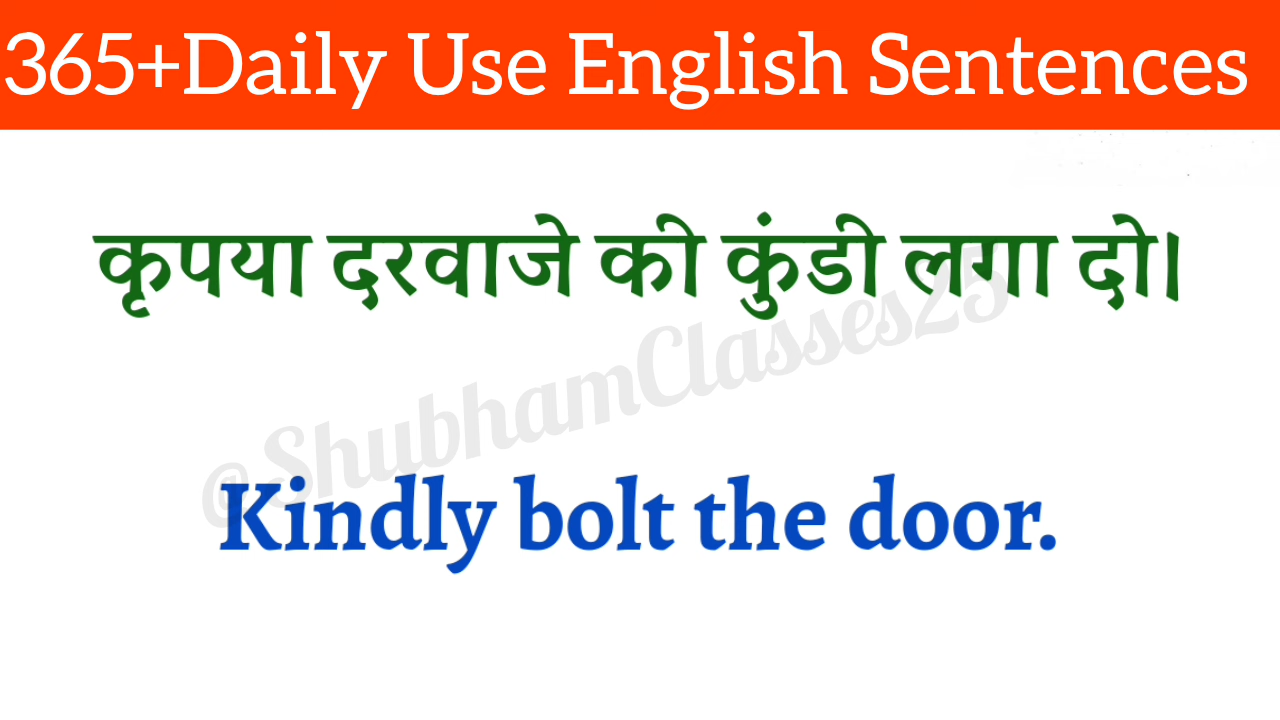 365+Daily Use English Sentences
कृपया दरवाजे की कुंडी लगा दो।
@ShubhamClasses25
Kindly bolt the door.